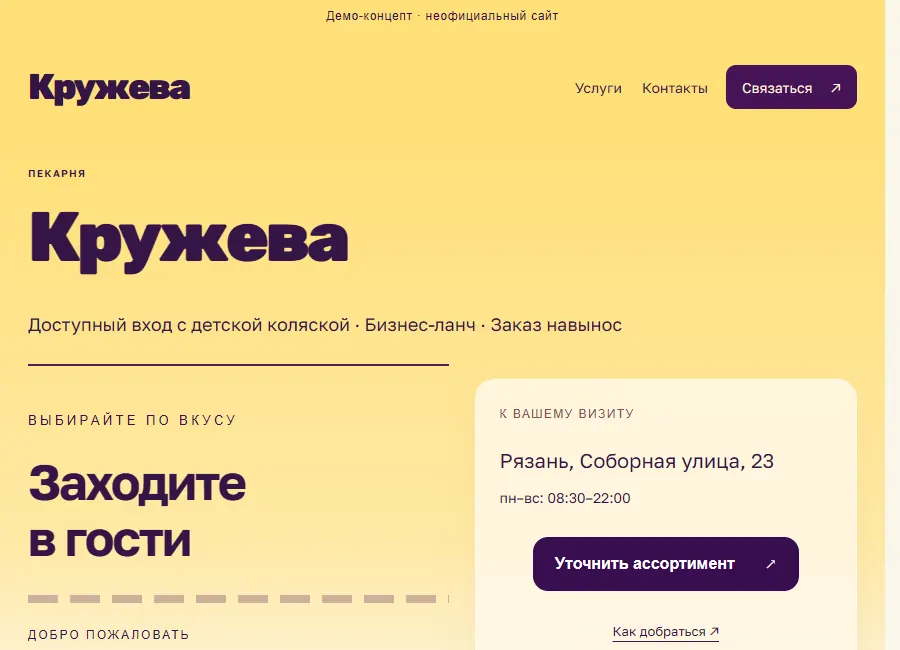 Демо-концепт · неофициальный сайт
Кружева
Услуги
Контакты
Связаться ↗
ПЕКАРНЯ
Кружева
Доступный вход с детской коляской · Бизнес-ланч · Заказ навынос
ВЫБИРАЙТЕ ПО ВКУСУ
Заходите
в гости
ДОБРО ПОЖАЛОВАТЬ
К ВАШЕМУ ВИЗИТУ
Рязань, Соборная улица, 23
пн–вс: 08:30–22:00
Уточнить ассортимент ↗
Как добраться ↗